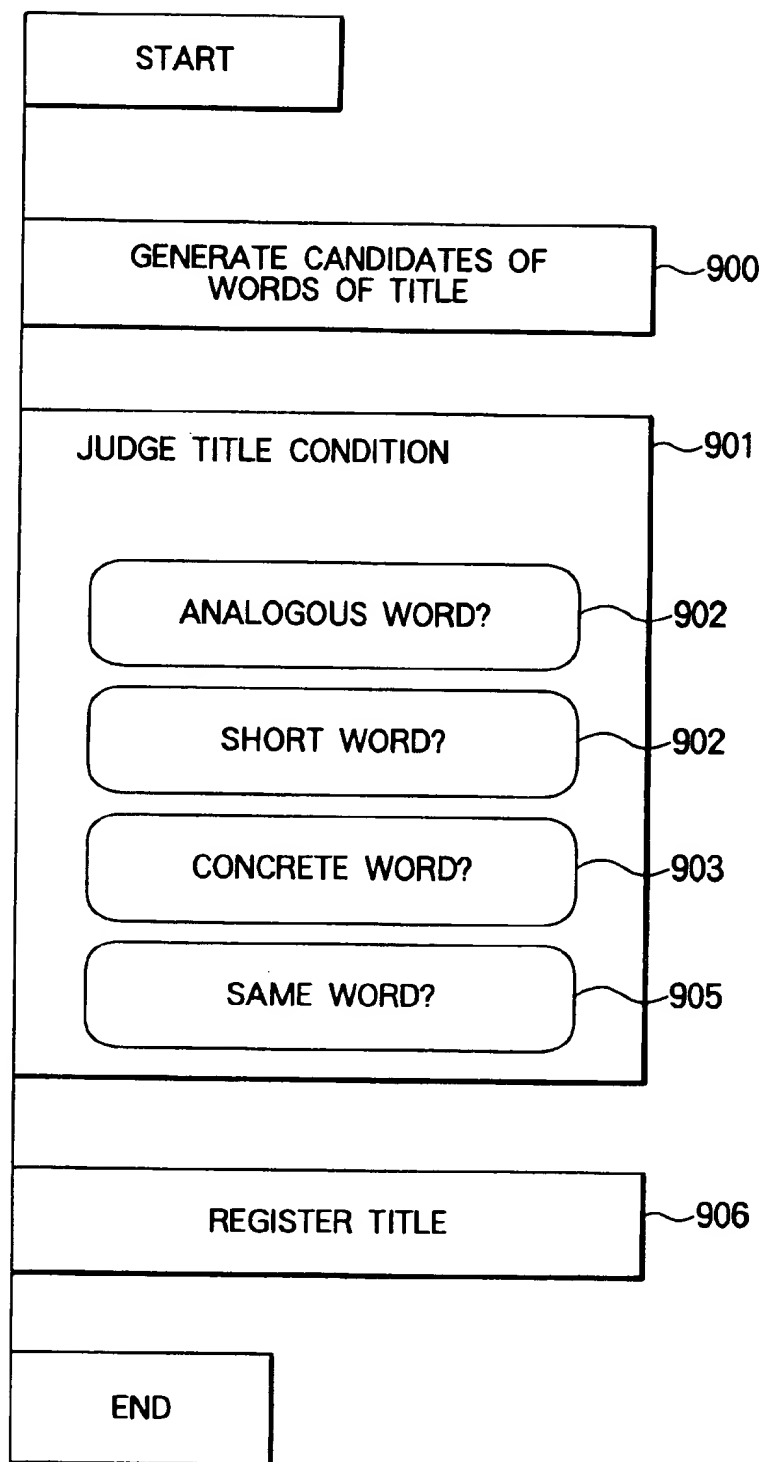 START
GENERATE CANDIDATES OF
WORDS OF TITLE
900
JUDGE TITLE CONDITION
901
ANALOGOUS WORD?
902
SHORT WORD?
902
CONCRETE WORD?
903
SAME WORD?
905
REGISTER TITLE
906
END